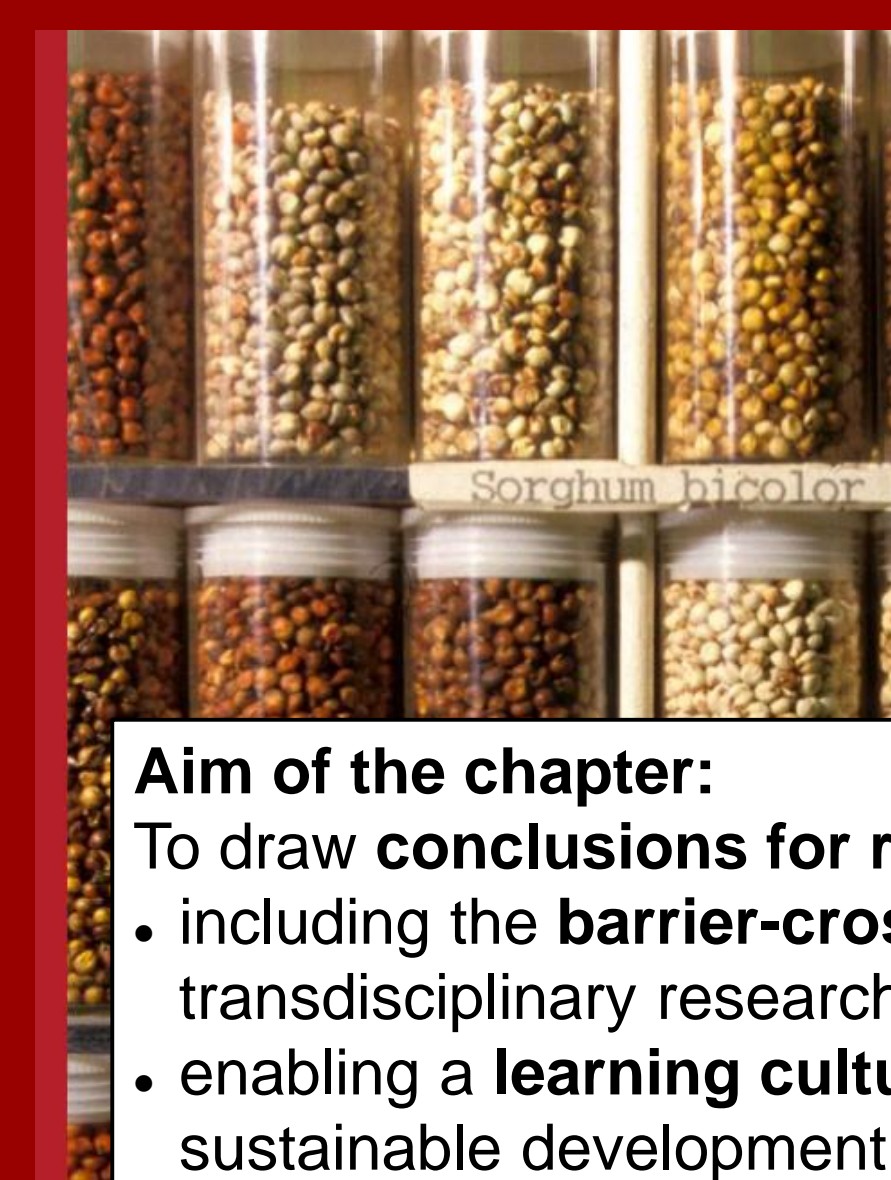 Sorghum bicolor
Aim of the chapter:
To draw conclusions for r
• including the barrier-cros
transdisciplinary research
• enabling a learning cultu
sustainable development